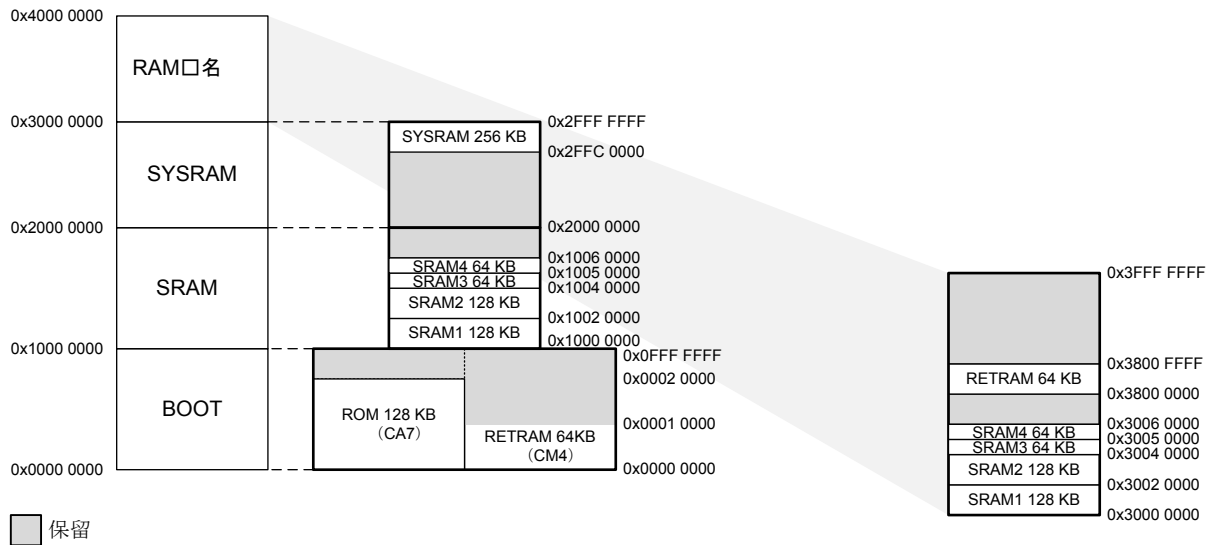 0x4000 0000
RAM口名
0x3000 0000
SYSRAM
0x2000 0000
SRAM
0x1000 0000
BOOT
0x0000 0000
0x2FFF FFFF
SYSRAM 256 KB
0x2FFC 0000
0x2000 0000
0x1006 0000
SRAM4 64 KB
0x1005 0000
SRAM3 64 KB
0x1004 0000
SRAM2 128 KB
0x1002 0000
SRAM1 128 KB
0x1000 0000
0x0FFF FFFF
0x0002 0000
ROM 128 KB
(CA7)
0x0001 0000
RETRAM 64KB
(CM4)
0x0000 0000
0x3FFF FFFF
0x3800 FFFF
RETRAM 64 KB
0x3800 0000
0x3006 0000
SRAM4 64 KB
0x3005 0000
SRAM3 64 KB
0x3004 0000
SRAM2 128 KB
0x3002 0000
SRAM1 128 KB
0x3000 0000
保留